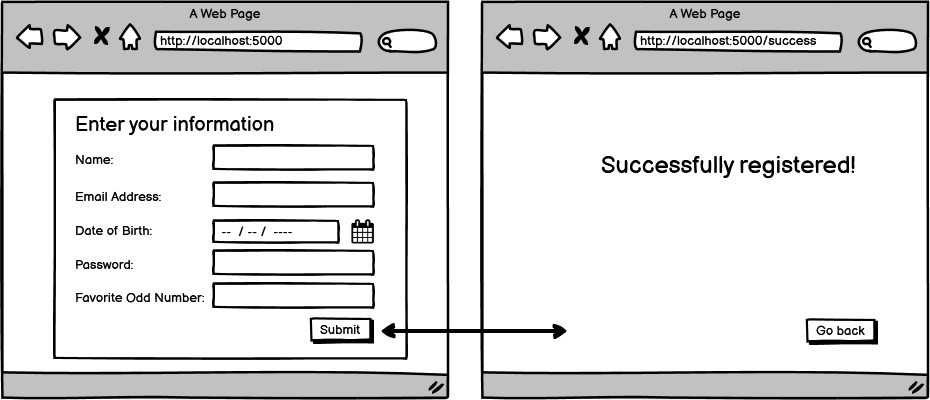 A Web Page
http://localhost:5000
Enter your information
Name:
Email Address:
Date of Birth:
-- / -- / ----
Password:
Favorite Odd Number:
Submit
A Web Page
http://localhost:5000/success
Successfully registered!
Go back